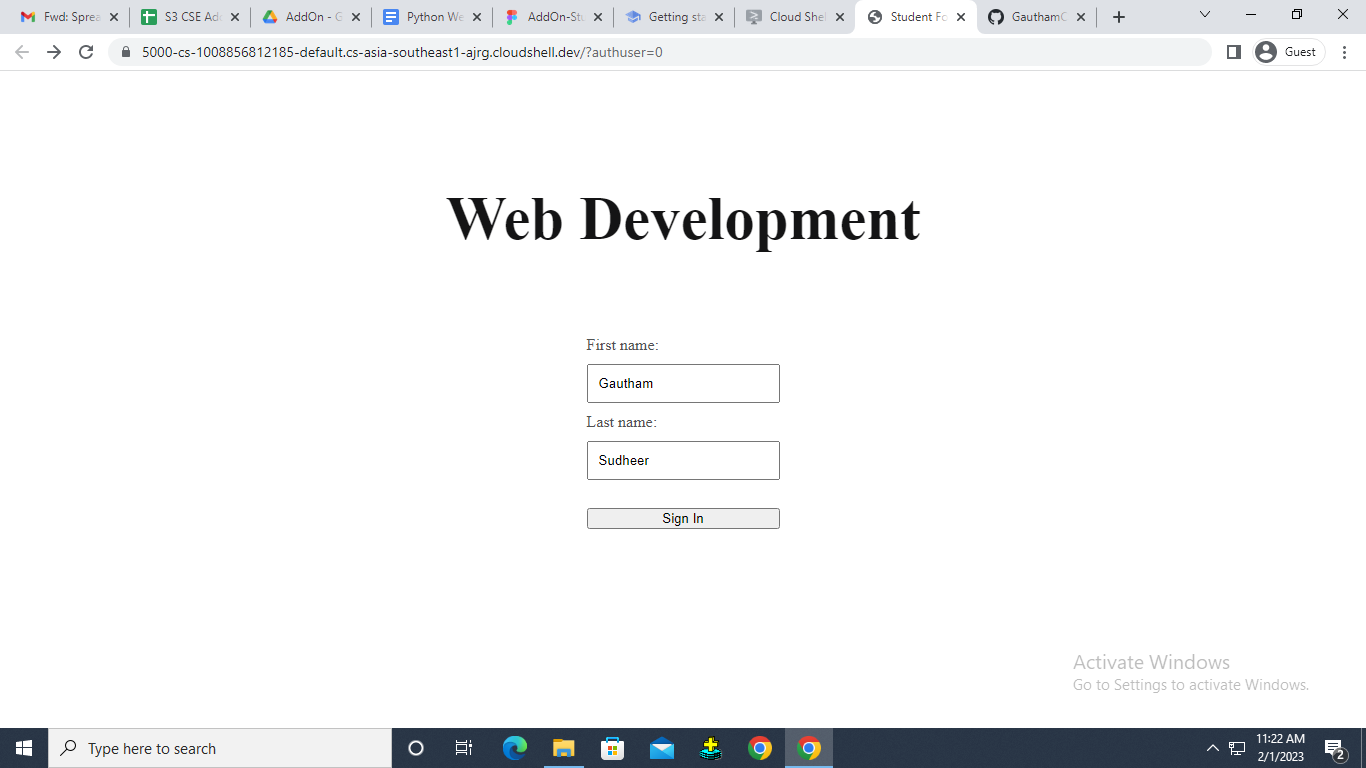 Fwd: Sprea
S3 CSE Add
AddOn - G
Python We
AddOn-Stu
Getting sta
Cloud Shel
Student Fo
GauthamC
5000-cs-1008856812185-default.cs-asia-southeast1-ajrg.cloudshell.dev/?authuser=0
Guest
Web Development
First name:
Gautham
Last name:
Sudheer
Sign In
Activate Windows
Go to Settings to activate Windows.
Type here to search
11:22 AM
2/1/2023
2